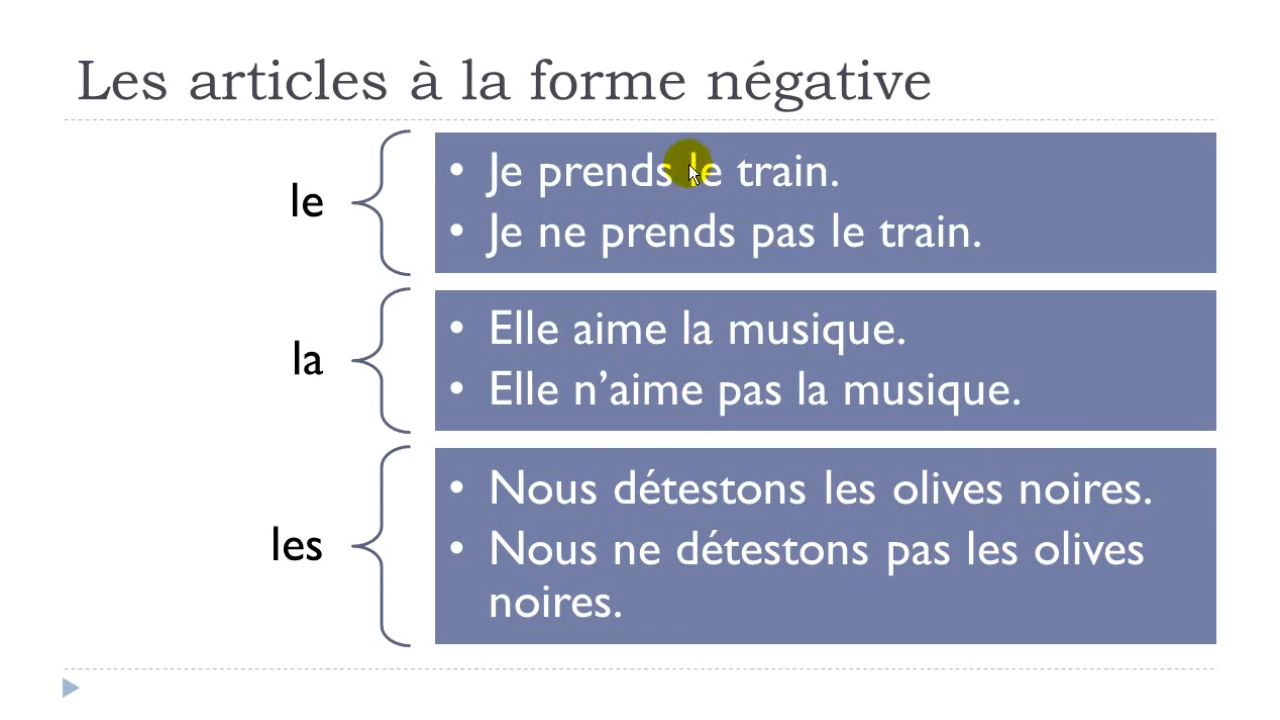 Les articles à la forme négative
le
• Je prends le train.
• Je ne prends pas le train.
la
• Elle aime la musique.
• Elle n’aime pas la musique.
les
• Nous détestons les olives noires.
• Nous ne détestons pas les olives
noires.